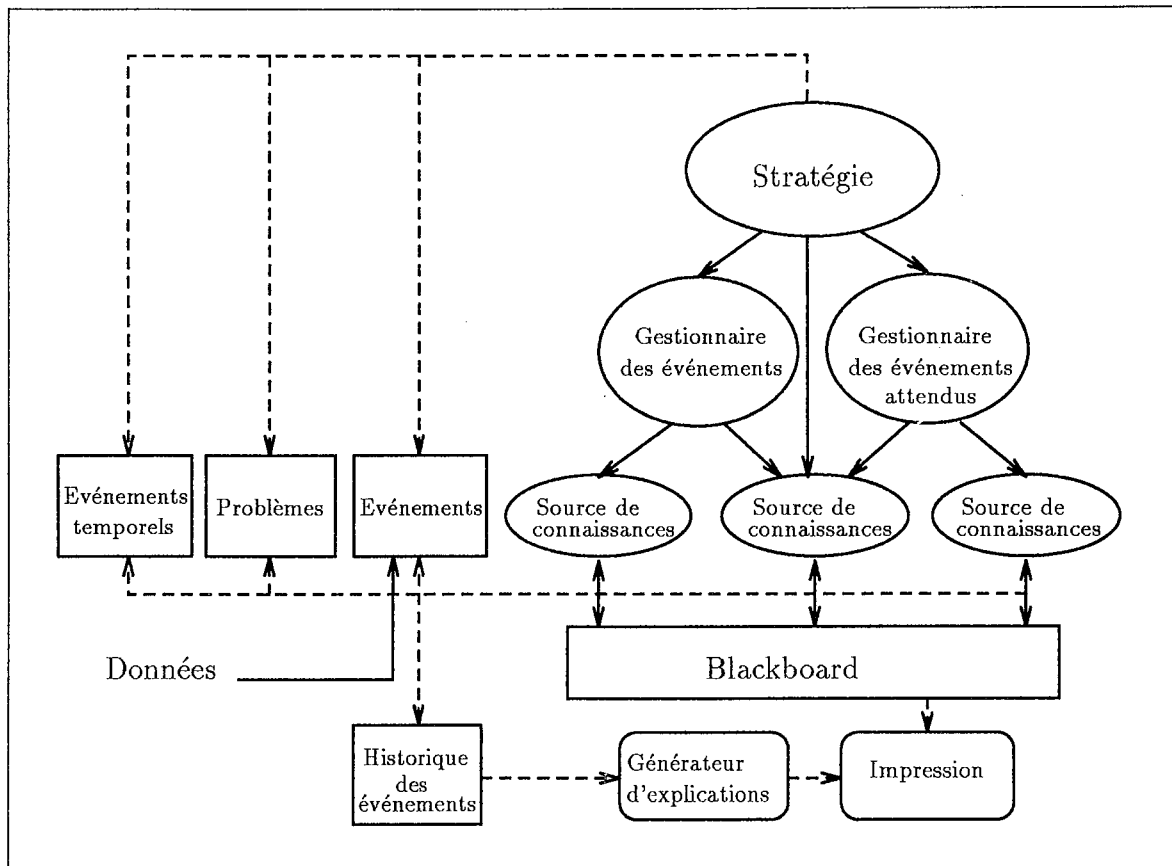 Stratégie
Gestionnaire
des événements
Gestionnaire
des événements
attendus
Evénements
temporels
Problèmes
Evénements
Source de
connaissances
Source de
connaissances
Source de
connaissances
Données
Blackboard
Historique
des
événements
Générateur
d'explications
Impression